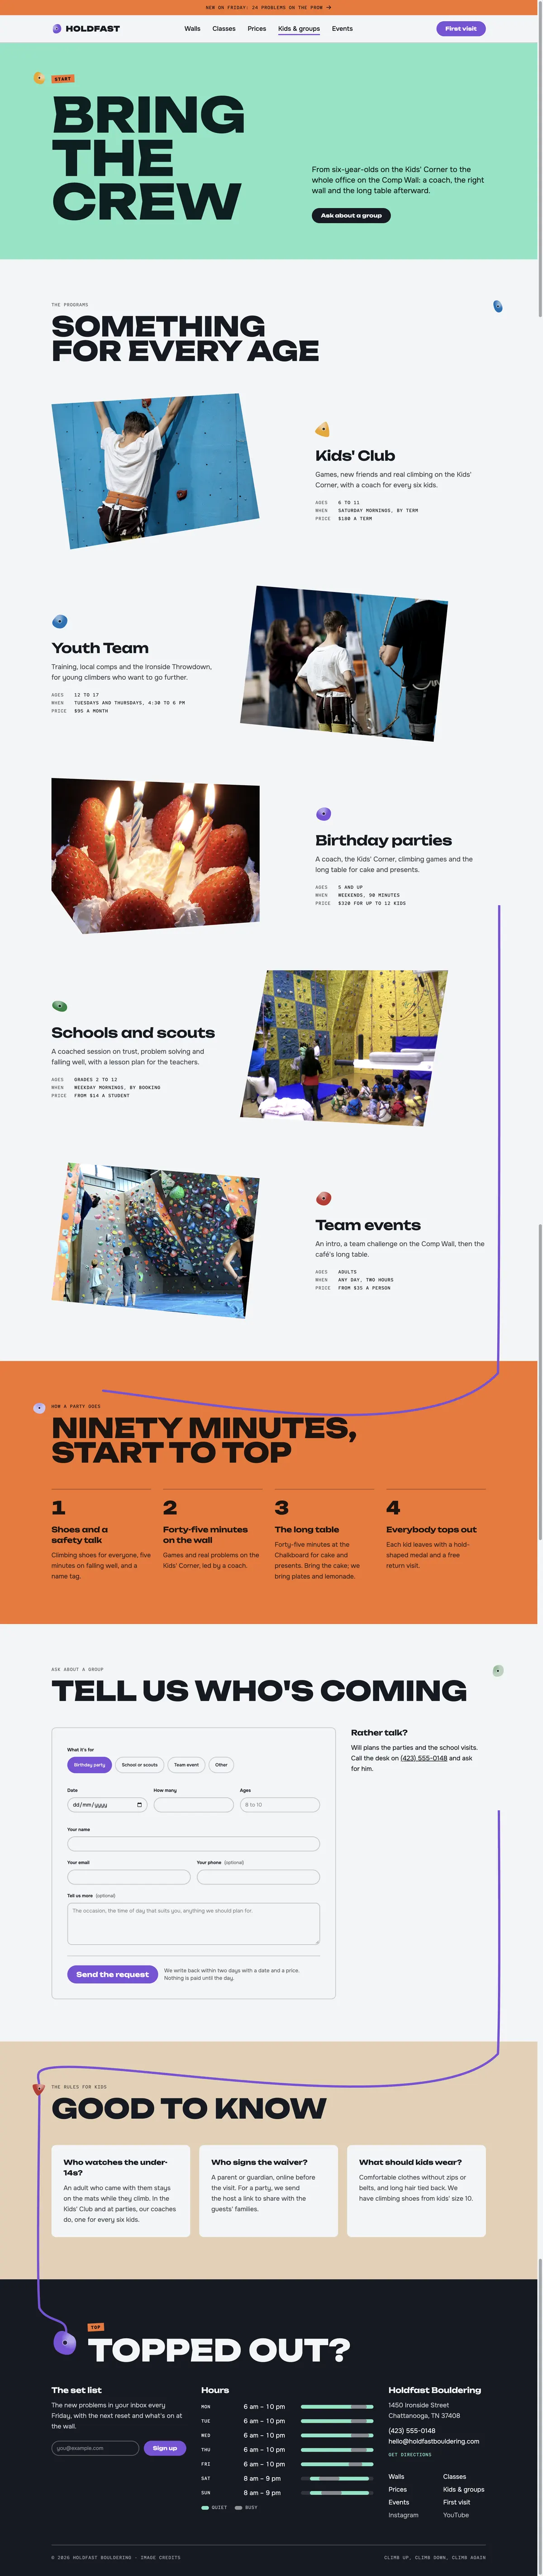 NEW ON FRIDAY: 24 PROBLEMS ON THE PROW →
HOLDFAST
Walls
Classes
Prices
Kids & groups
Events
First visit
START
BRING
THE
CREW
From six-year-olds on the Kids' Corner to the
whole office on the Comp Wall: a coach, the right
wall and the long table afterward.
Ask about a group
THE PROGRAMS
SOMETHING
FOR EVERY AGE
Kids' Club
Games, new friends and real climbing on the Kids'
Corner, with a coach for every six kids.
AGES 6 TO 11
WHEN SATURDAY MORNINGS, BY TERM
PRICE $180 A TERM
Youth Team
Training, local comps and the Ironside Throwdown,
for young climbers who want to go further.
AGES 12 TO 17
WHEN TUESDAYS AND THURSDAYS, 4:30 TO 6 PM
PRICE $95 A MONTH
Birthday parties
A coach, the Kids' Corner, climbing games and the
long table for cake and presents.
AGES 5 AND UP
WHEN WEEKENDS, 90 MINUTES
PRICE $320 FOR UP TO 12 KIDS
Schools and scouts
A coached session on trust, problem solving and
falling well, with a lesson plan for the teachers.
AGES GRADES 2 TO 12
WHEN WEEKDAY MORNINGS, BY BOOKING
PRICE FROM $14 A STUDENT
Team events
An intro, a team challenge on the Comp Wall, then the
café's long table.
AGES ADULTS
WHEN ANY DAY, TWO HOURS
PRICE FROM $35 A PERSON
HOW A PARTY GOES
NINETY MINUTES,
START TO TOP
1
Shoes and a
safety talk
Climbing shoes for everyone, five
minutes on falling well, and a
name tag.
2
Forty-five minutes
on the wall
Games and real problems on the
Kids' Corner, led by a coach.
3
The long table
Forty-five minutes at the
Chalkboard for cake and
presents. Bring the cake; we
bring plates and lemonade.
4
Everybody tops out
Each kid leaves with a hold-
shaped medal and a free
return visit.
ASK ABOUT A GROUP
TELL US WHO'S COMING
What it's for
Birthday party
School or scouts
Team event
Other
Date
How many
Ages
dd/mm/yyyy
8 to 10
Your name
Your email
Your phone (optional)
Tell us more (optional)
The occasion, the time of day that suits you, anything we should plan for.
Send the request
We write back within two days with a date and a price.
Nothing is paid until the day.
Rather talk?
Will plans the parties and the school visits.
Call the desk on (423) 555-0148 and ask
for him.
THE RULES FOR KIDS
GOOD TO KNOW
Who watches the under-
14s?
An adult who came with them stays
on the mats while they climb. In the
Kids' Club and at parties, our coaches
do, one for every six kids.
Who signs the waiver?
A parent or guardian, online before
the visit. For a party, we send
the host a link to share with the
guests' families.
What should kids wear?
Comfortable clothes without zips or
belts, and long hair tied back. We
have climbing shoes from kids' size 10.
TOP
TOPPED OUT?
The set list
The new problems in your inbox every
Friday, with the next reset and what's on at
the wall.
you@example.com
Sign up
Hours
MON 6 am – 10 pm
TUE 6 am – 10 pm
WED 6 am – 10 pm
THU 6 am – 10 pm
FRI 6 am – 10 pm
SAT 8 am – 9 pm
SUN 8 am – 9 pm
QUIET BUSY
Holdfast Bouldering
1450 Ironside Street
Chattanooga, TN 37408
(423) 555-0148
hello@holdfastbouldering.com
GET DIRECTIONS
Walls
Classes
Prices
Kids & groups
Events
First visit
Instagram
YouTube
© 2026 HOLDFAST BOULDERING · IMAGE CREDITS
CLIMB UP, CLIMB DOWN, CLIMB AGAIN